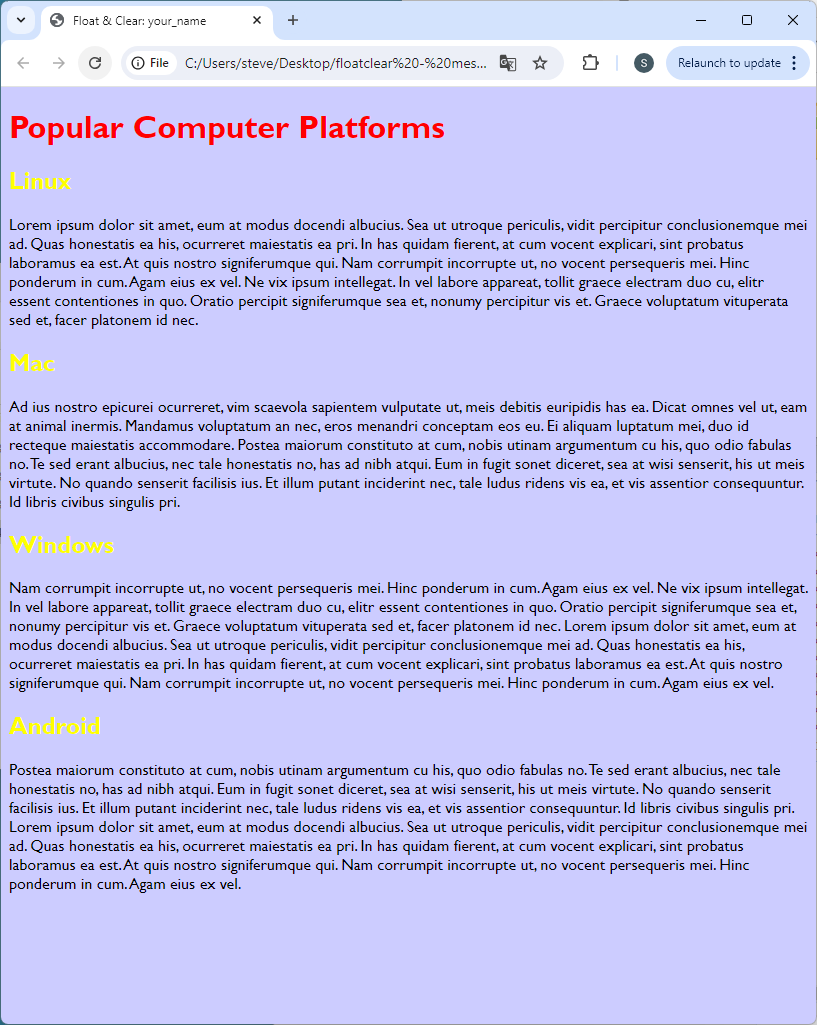 Float & Clear: your_name
File
C:/Users/steve/Desktop/floatclear%20-%20mes...
S
Relaunch to update
Popular Computer Platforms
Linux
Lorem ipsum dolor sit amet, eum at modus docendi albucius. Sea ut utroque periculis, vidit percipitur conclusionemque mei
ad. Quas honestatis ea his, ocurreret maiestatis ea pri. In has quidam fierent, at cum vocent explicari, sint probatus
laboramus ea est. At quis nostro signiferumque qui. Nam corrumpit incorrupte ut, no vocent persequeris mei. Hinc
ponderum in cum. Agam eius ex vel. Ne vix ipsum intellegat. In vel labore appareat, tollit graece electram duo cu, elitr
essent contentiones in quo. Oratio percipit signiferumque sea et, nonumy percipitur vis et. Graece voluptatum vituperata
sed et, facer platonem id nec.
Mac
Ad ius nostro epicurei ocurreret, vim scaevola sapientem vulputate ut, meis debitis euripidis has ea. Dicat omnes vel ut, eam
at animal inermis. Mandamus voluptatum an nec, eros menandri conceptam eos eu. Ei aliquam luptatum mei, duo id
recteque maiestatis accommodare. Postea maiorum constituto at cum, nobis utinam argumentum cu his, quo odio fabulas
no. Te sed erant albucius, nec tale honestatis no, has ad nibh atqui. Eum in fugit sonet diceret, sea at wisi senserit, his ut meis
virtute. No quando senserit facilisis ius. Et illum putant inciderint nec, tale ludus ridens vis ea, et vis assentior consequuntur.
Id libris civibus singulis pri.
Windows
Nam corrumpit incorrupte ut, no vocent persequeris mei. Hinc ponderum in cum. Agam eius ex vel. Ne vix ipsum intellegat.
In vel labore appareat, tollit graece electram duo cu, elitr essent contentiones in quo. Oratio percipit signiferumque sea et,
nonumy percipitur vis et. Graece voluptatum vituperata sed et, facer platonem id nec. Lorem ipsum dolor sit amet, eum at
modus docendi albucius. Sea ut utroque periculis, vidit percipitur conclusionemque mei ad. Quas honestatis ea his,
ocurreret maiestatis ea pri. In has quidam fierent, at cum vocent explicari, sint probatus laboramus ea est. At quis nostro
signiferumque qui. Nam corrumpit incorrupte ut, no vocent persequeris mei. Hinc ponderum in cum. Agam eius ex vel.
Android
Postea maiorum constituto at cum, nobis utinam argumentum cu his, quo odio fabulas no. Te sed erant albucius, nec tale
honestatis no, has ad nibh atqui. Eum in fugit sonet diceret, sea at wisi senserit, his ut meis virtute. No quando senserit
facilisis ius. Et illum putant inciderint nec, tale ludus ridens vis ea, et vis assentior consequuntur. Id libris civibus singulis pri.
Lorem ipsum dolor sit amet, eum at modus docendi albucius. Sea ut utroque periculis, vidit percipitur conclusionemque mei
ad. Quas honestatis ea his, ocurreret maiestatis ea pri. In has quidam fierent, at cum vocent explicari, sint probatus
laboramus ea est. At quis nostro signiferumque qui. Nam corrumpit incorrupte ut, no vocent persequeris mei. Hinc
ponderum in cum. Agam eius ex vel.